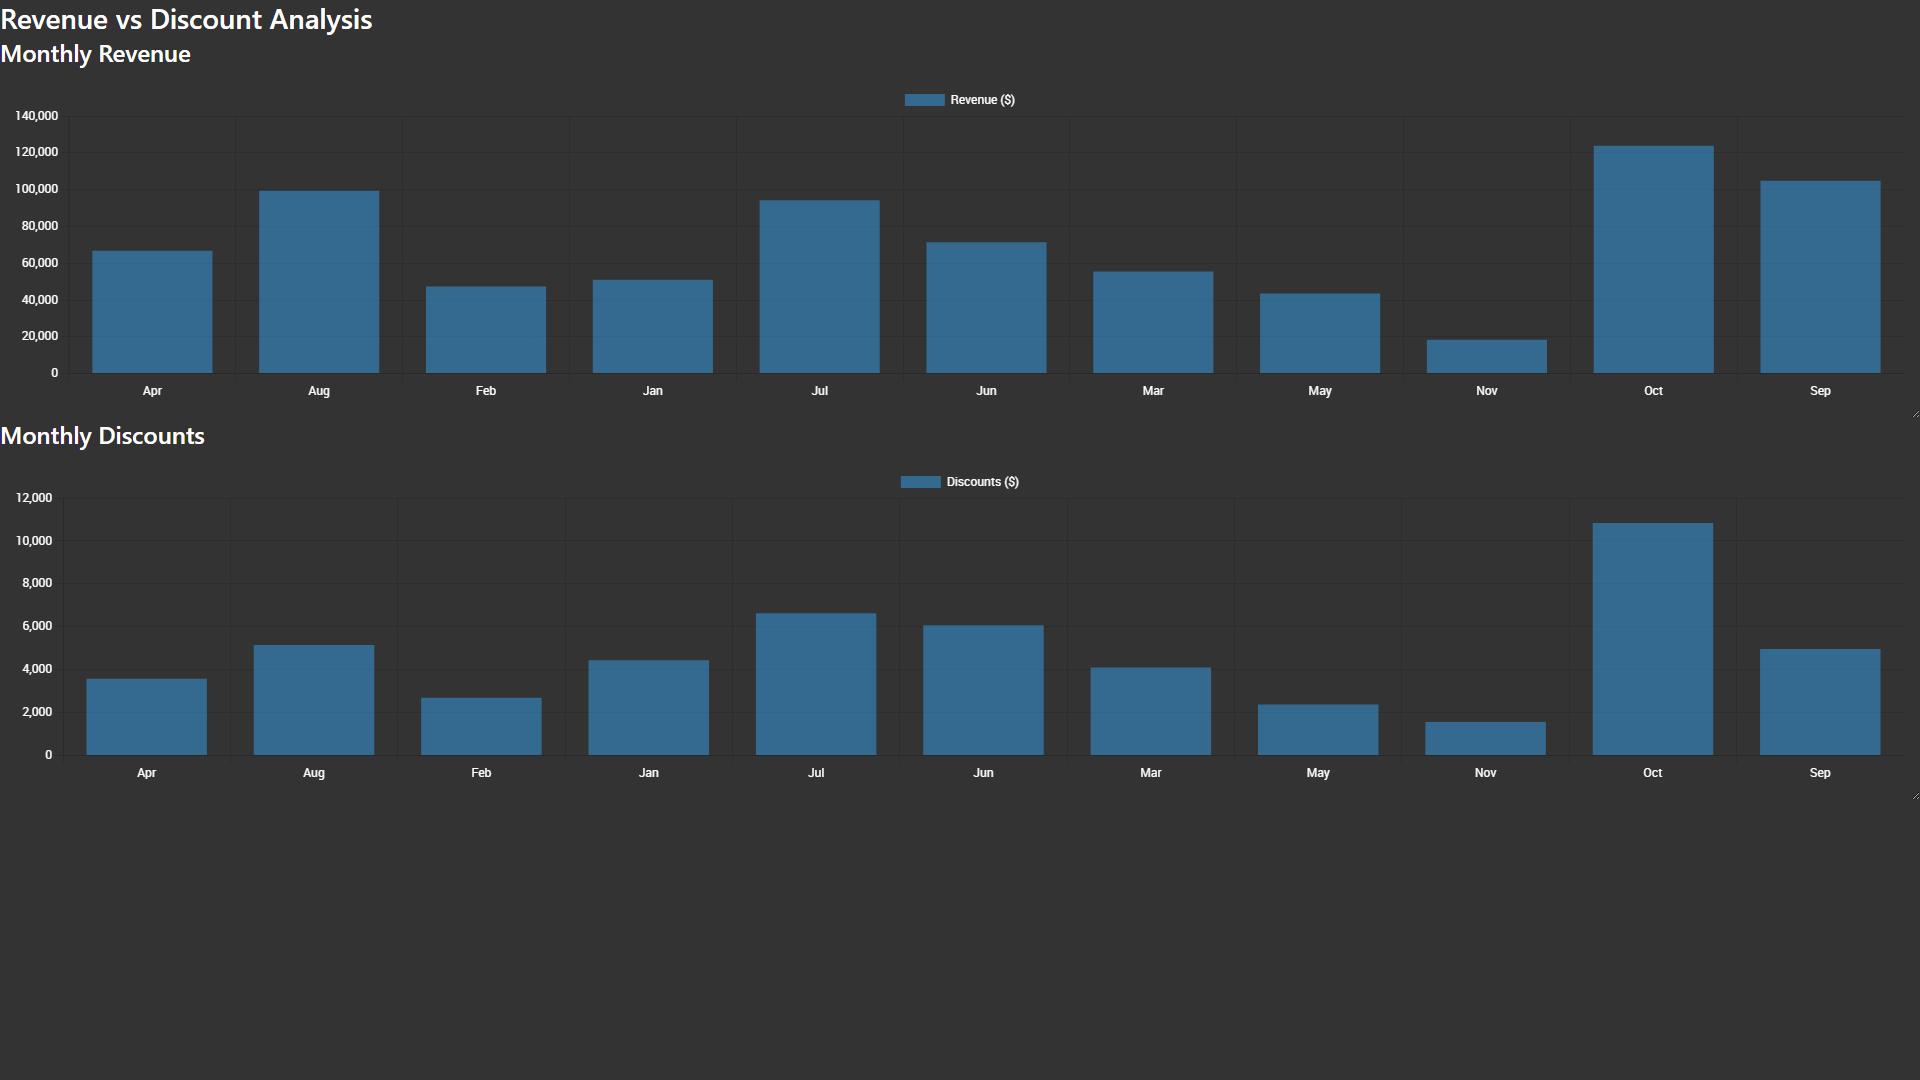 Revenue vs Discount Analysis
Monthly Revenue
Revenue ($)
140,000
120,000
100,000
80,000
60,000
40,000
20,000
0
Apr Aug Feb Jan Jul Jun Mar May Nov Oct Sep
Monthly Discounts
Discounts ($)
12,000
10,000
8,000
6,000
4,000
2,000
0
Apr Aug Feb Jan Jul Jun Mar May Nov Oct Sep